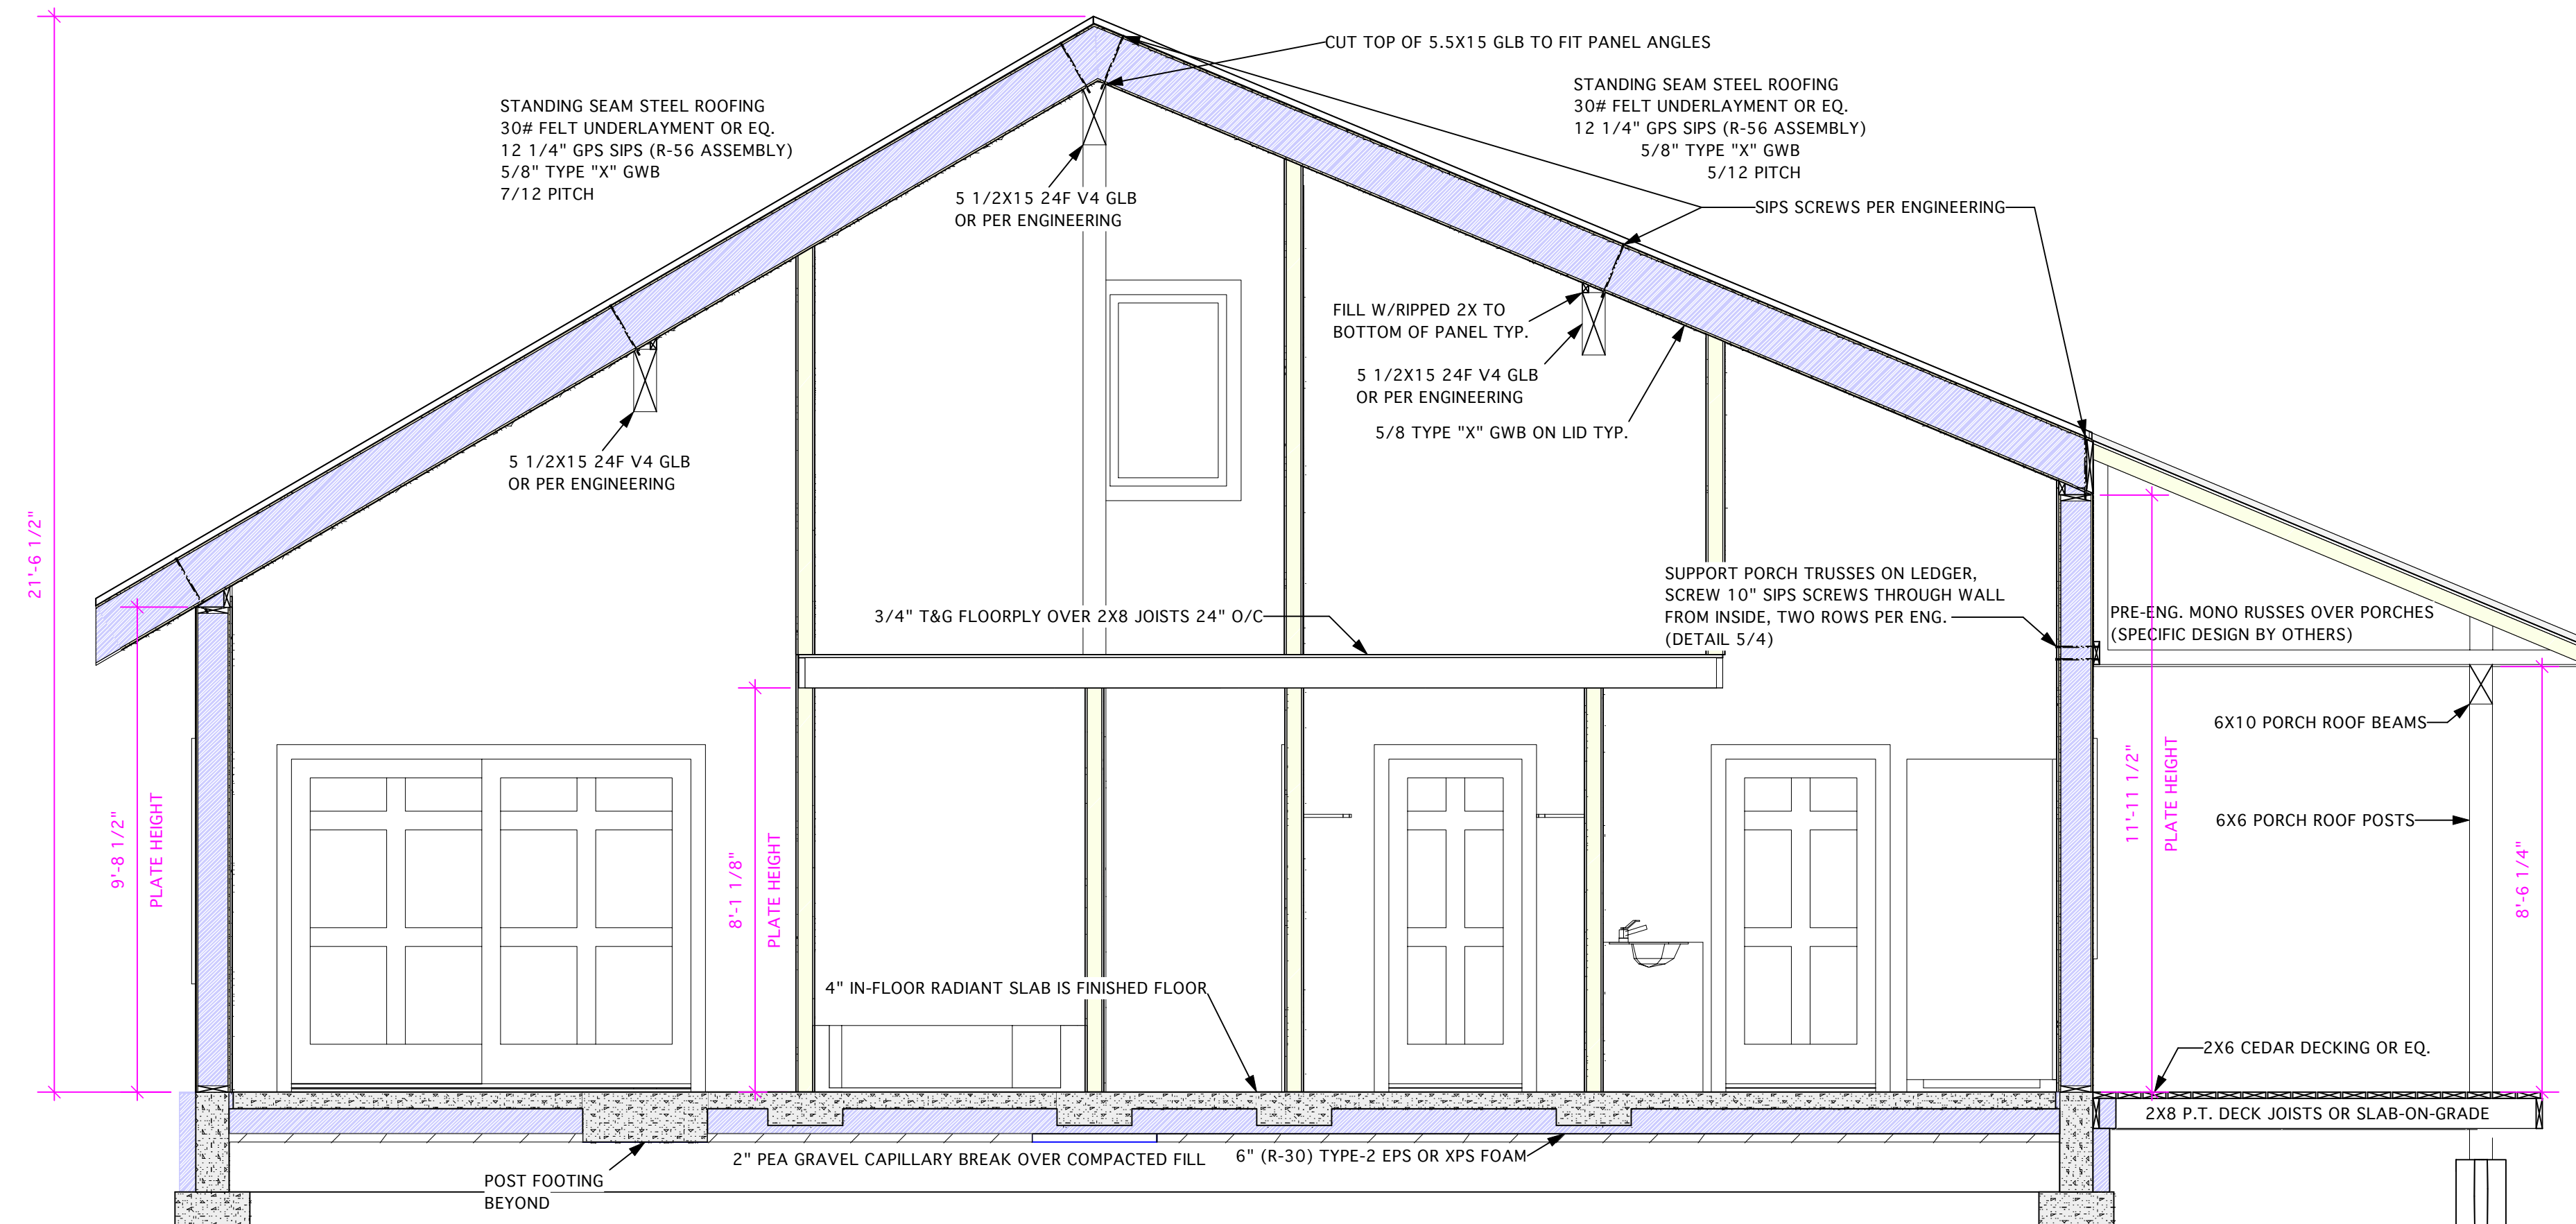 CUT TOP OF 5.5X15 GLB TO FIT PANEL ANGLES
STANDING SEAM STEEL ROOFING
30# FELT UNDERLAYMENT OR EQ.
12 1/4" GPS SIPS (R-56 ASSEMBLY)
5/8" TYPE "X" GWB
7/12 PITCH
STANDING SEAM STEEL ROOFING
30# FELT UNDERLAYMENT OR EQ.
12 1/4" GPS SIPS (R-56 ASSEMBLY)
5/8" TYPE "X" GWB
5/12 PITCH
5 1/2X15 24F V4 GLB
OR PER ENGINEERING
SIPS SCREWS PER ENGINEERING
FILL W/RIPPED 2X TO
BOTTOM OF PANEL TYP.
5 1/2X15 24F V4 GLB
OR PER ENGINEERING
5/8 TYPE "X" GWB ON LID TYP.
5 1/2X15 24F V4 GLB
OR PER ENGINEERING
21'-6 1/2"
3/4" T&G FLOORPLY OVER 2X8 JOISTS 24" O/C
SUPPORT PORCH TRUSSES ON LEDGER,
SCREW 10" SIPS SCREWS THROUGH WALL
FROM INSIDE, TWO ROWS PER ENG.
(DETAIL 5/4)
PRE-ENG. MONO RUSSES OVER PORCHES
(SPECIFIC DESIGN BY OTHERS)
6X10 PORCH ROOF BEAMS
6X6 PORCH ROOF POSTS
9'-8 1/2"
PLATE HEIGHT
8'-1 1/8"
PLATE HEIGHT
11'-11 1/2"
PLATE HEIGHT
8'-6 1/4"
4" IN-FLOOR RADIANT SLAB IS FINISHED FLOOR
2X6 CEDAR DECKING OR EQ.
2X8 P.T. DECK JOISTS OR SLAB-ON-GRADE
2" PEA GRAVEL CAPILLARY BREAK OVER COMPACTED FILL
6" (R-30) TYPE-2 EPS OR XPS FOAM
POST FOOTING
BEYOND